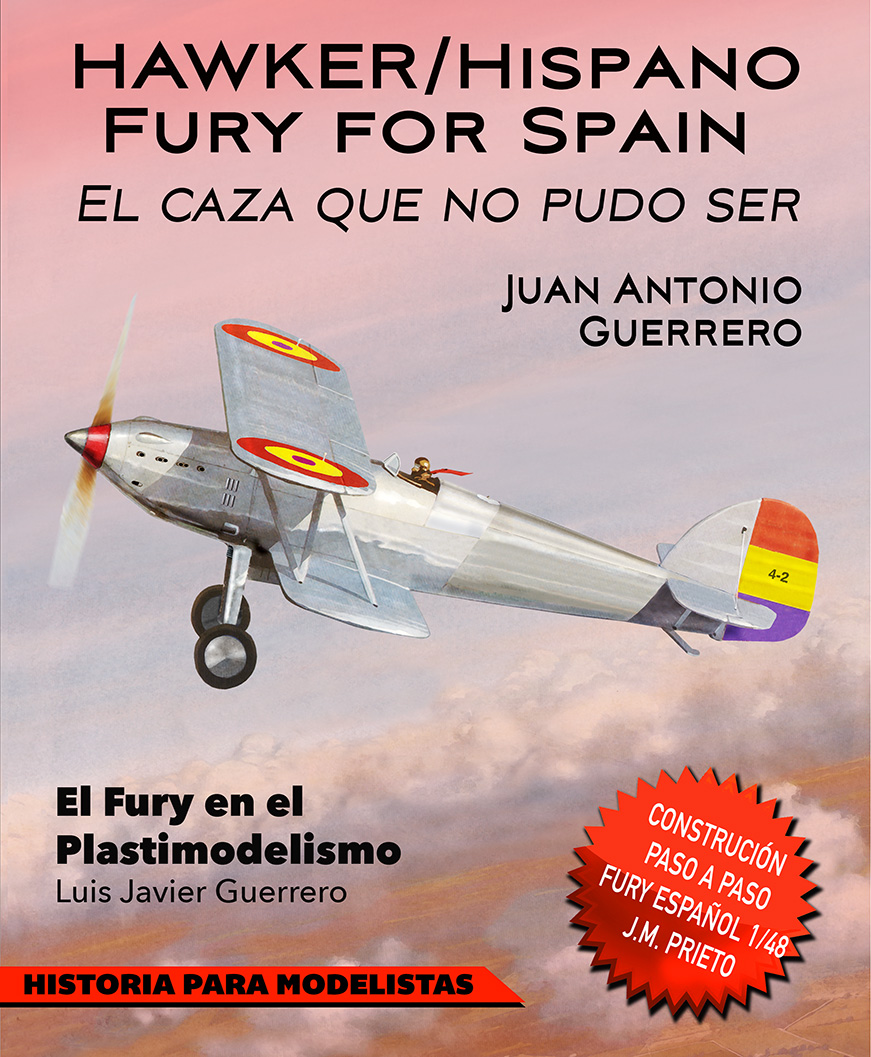 HAWKER/HISPANO
FURY FOR SPAIN
EL CAZA QUE NO PUDO SER
JUAN ANTONIO
GUERRERO
4-2
El Fury en el
Plastimodelismo
Luis Javier Guerrero
CONSTRUCIÓN
PASO A PASO
FURY ESPAÑOL 1/48
J.M. PRIETO
HISTORIA PARA MODELISTAS